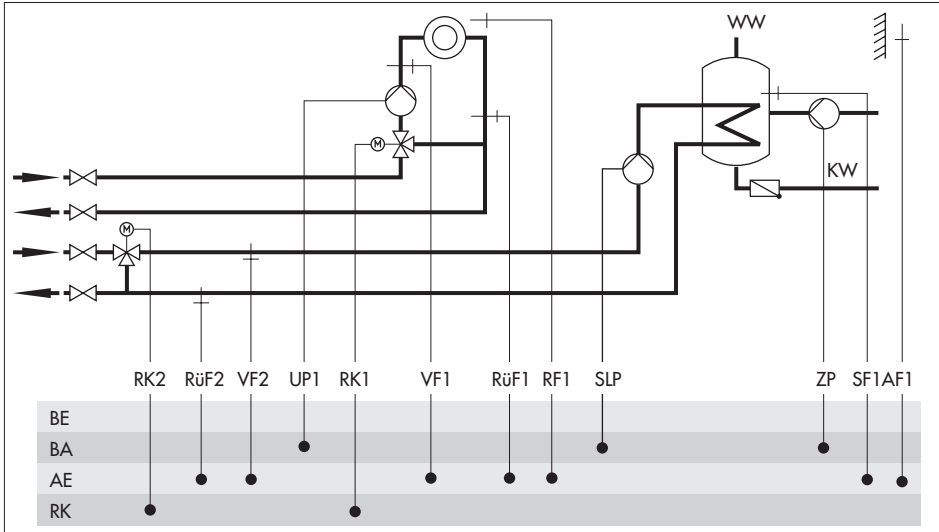 WW
M
KW
M
RK2 RüF2 VF2 UP1 RK1 VF1 RüF1 RF1 SLP ZP SF1 AF1
BE
BA
AE
RK